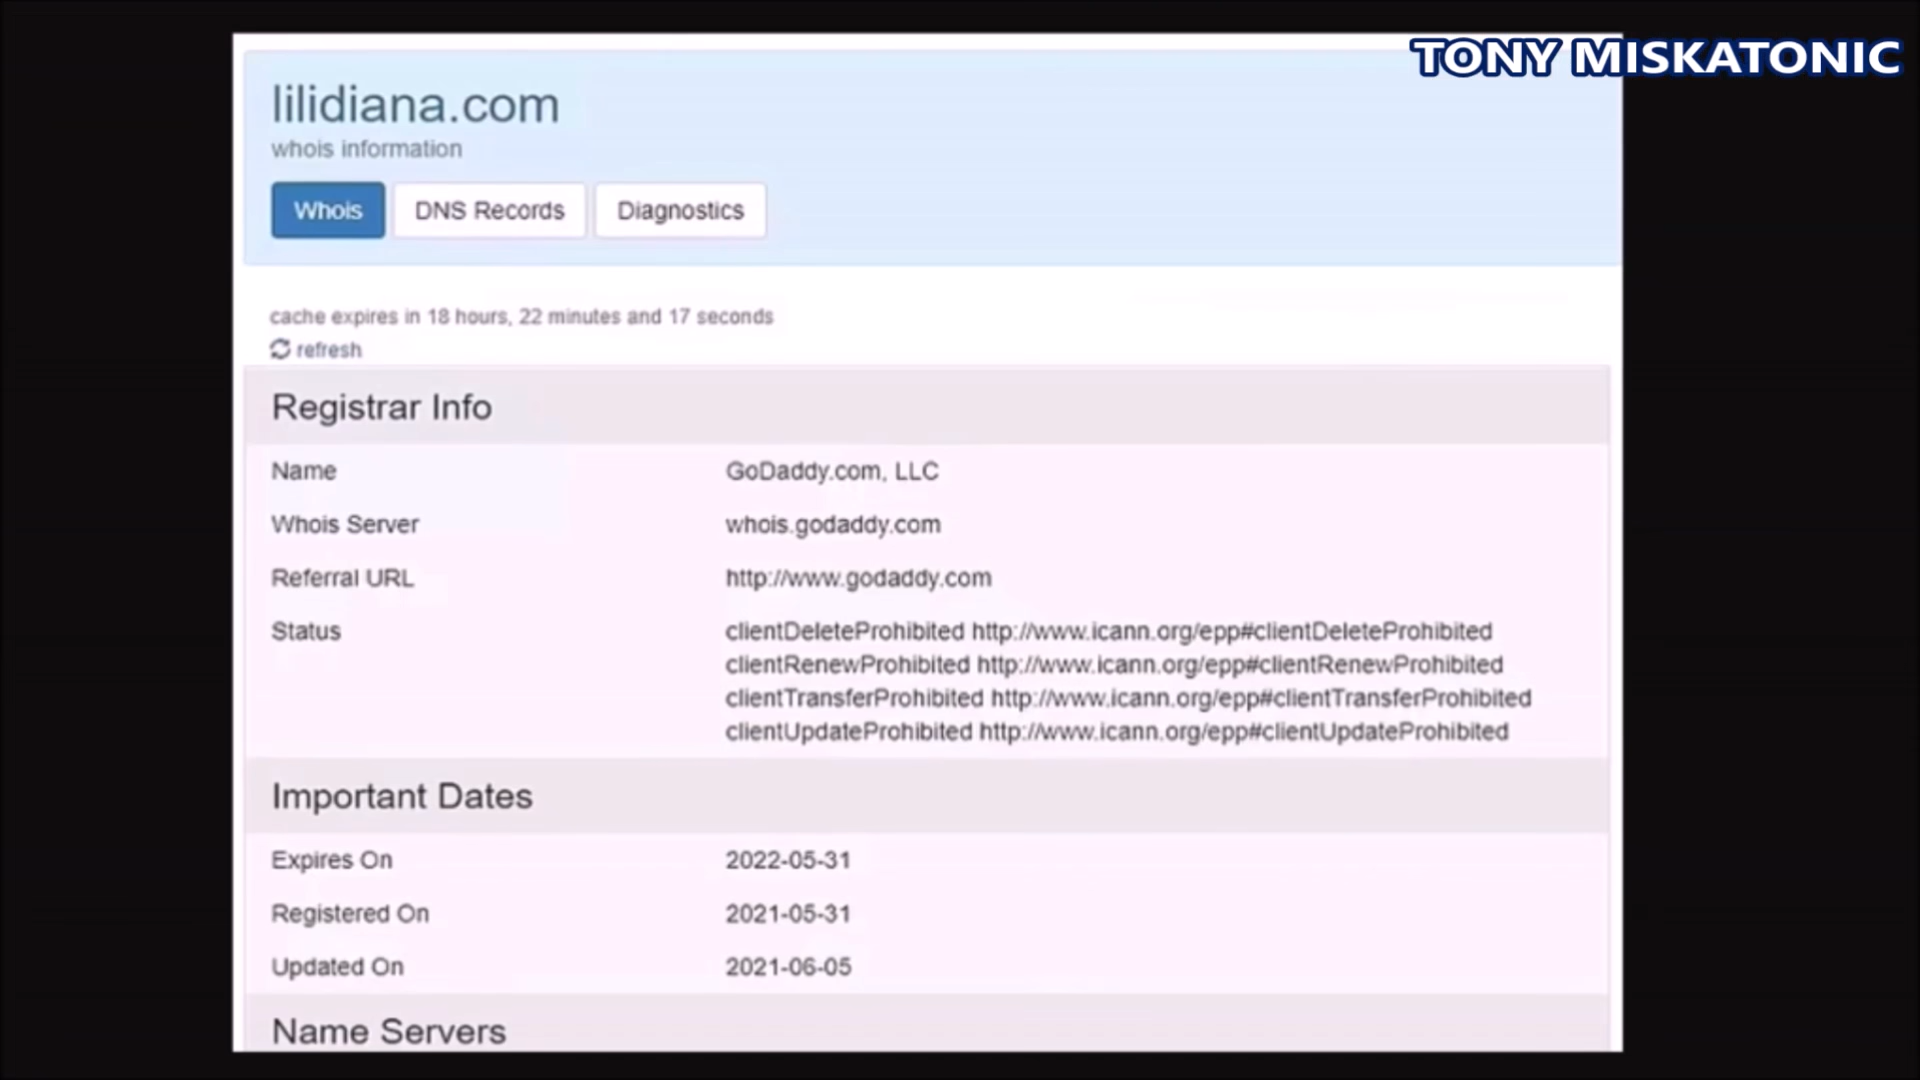 TONY MISKATONIC
lilidiana.com
whois information
Whois DNS Records Diagnostics
cache expires in 18 hours, 22 minutes and 17 seconds
refresh
Registrar Info
Name GoDaddy.com, LLC
Whois Server whois.godaddy.com
Referral URL http://www.godaddy.com
Status clientDeleteProhibited http://www.icann.org/epp#clientDeleteProhibited
clientRenewProhibited http://www.icann.org/epp#clientRenewProhibited
clientTransferProhibited http://www.icann.org/epp#clientTransferProhibited
clientUpdateProhibited http://www.icann.org/epp#clientUpdateProhibited
Important Dates
Expires On 2022-05-31
Registered On 2021-05-31
Updated On 2021-06-05
Name Servers